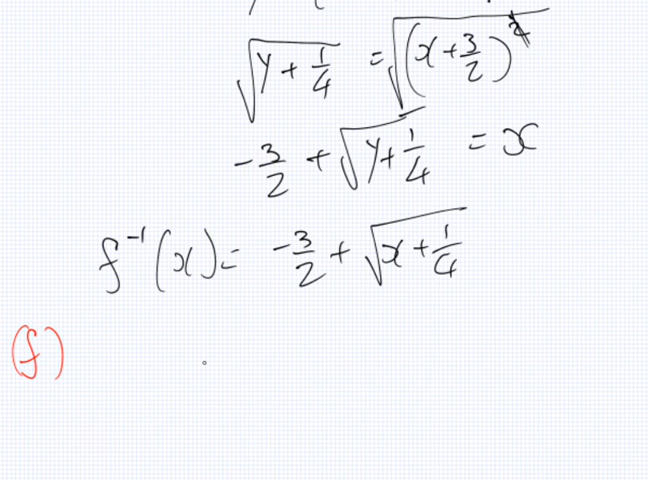 √(y + 1/4) = √(x + 3/2)²
-3/2 + √(y + 1/4) = x
f⁻¹(x) = -3/2 + √(x + 1/4)
(f)